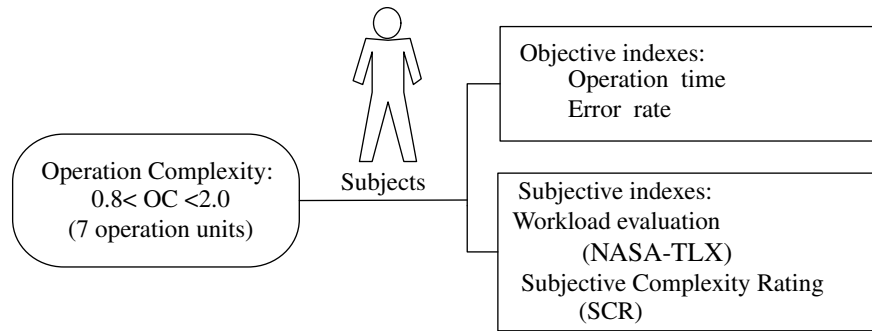 Operation Complexity:
0.8< OC <2.0
(7 operation units)
Subjects
Objective indexes:
Operation time
Error rate
Subjective indexes:
Workload evaluation
(NASA-TLX)
Subjective Complexity Rating
(SCR)